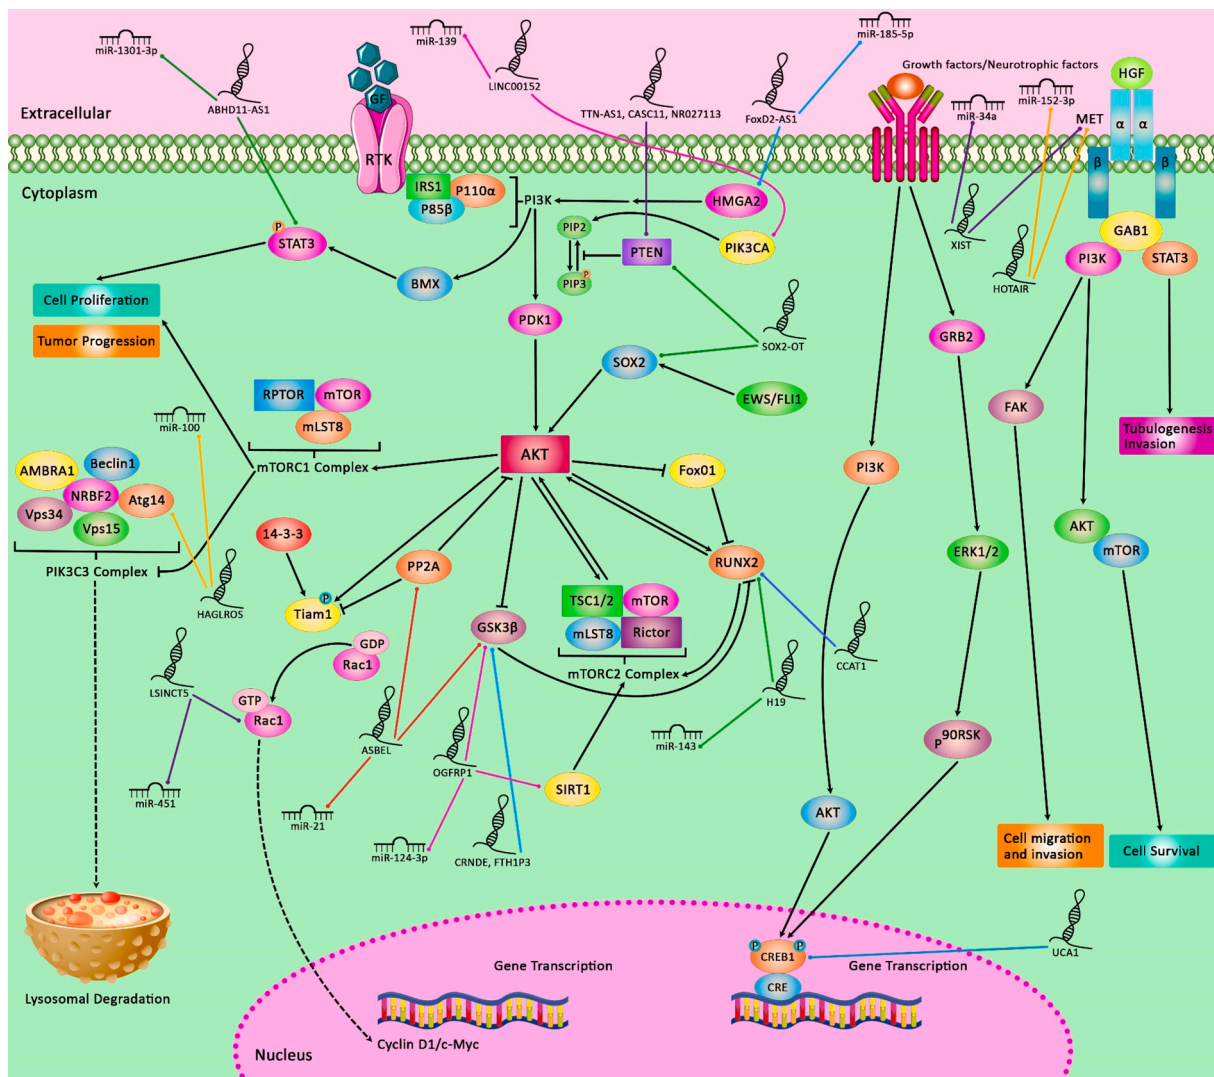 miR-1301-3p
ABHD11-AS1
miR-139
LINC00152
TTN-AS1, CASC11, NR027113
miR-185-5p
FoxD2-AS1
Growth factors/Neurotrophic factors
miR-34a
miR-152-3p
MET
HGF
α
α
β
β
Extracellular
GF
RTK
Cytoplasm
IRS1
P110α
P85β
PI3K
HMGA2
PIP2
PIK3CA
PTEN
P
PIP3
P
STAT3
BMX
XIST
HOTAIR
GAB1
PI3K
STAT3
Cell Proliferation
Tumor Progression
PDK1
SOX2
SOX2-OT
EWS/FLI1
GRB2
FAK
Tubulogenesis
Invasion
RPTOR
mTOR
mLST8
mTORC1 Complex
miR-100
AKT
Fox01
PI3K
AMBRA1
Beclin1
NRBF2
Atg14
Vps34
Vps15
PIK3C3 Complex
HAGLROS
14-3-3
P
Tiam1
PP2A
GSK3β
TSC1/2
mTOR
mLST8
Rictor
mTORC2 Complex
RUNX2
CCAT1
H19
miR-143
ERK1/2
AKT
mTOR
LSINCT5
GDP
Rac1
GTP
Rac1
miR-451
ASBEL
miR-21
OGFRP1
miR-124-3p
CRNDE, FTH1P3
SIRT1
P90RSK
AKT
Cell migration
and invasion
Cell Survival
Lysosomal Degradation
Gene Transcription
P
P
CREB1
CRE
Gene Transcription
UCA1
Cyclin D1/c-Myc
Nucleus